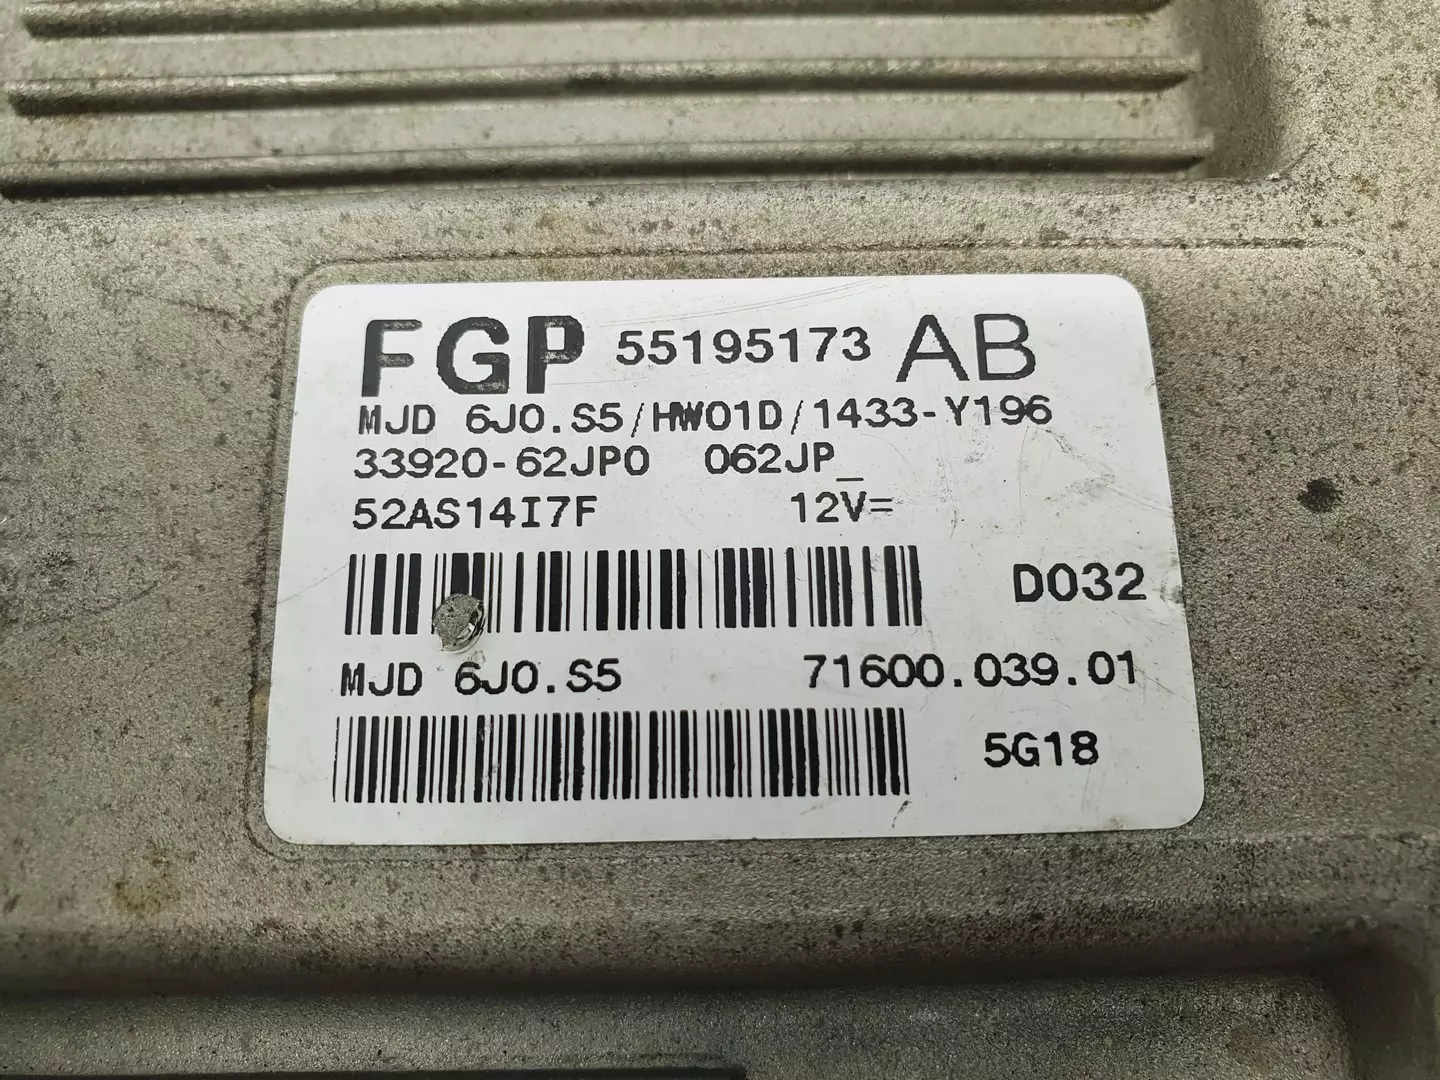 FGP 55195173 AB
MJD 6J0.S5/HW01D/1433-Y196
33920-62JP0 062JP_
52AS14I7F 12V=
D032
MJD 6J0.S5 71600.039.01
5G18